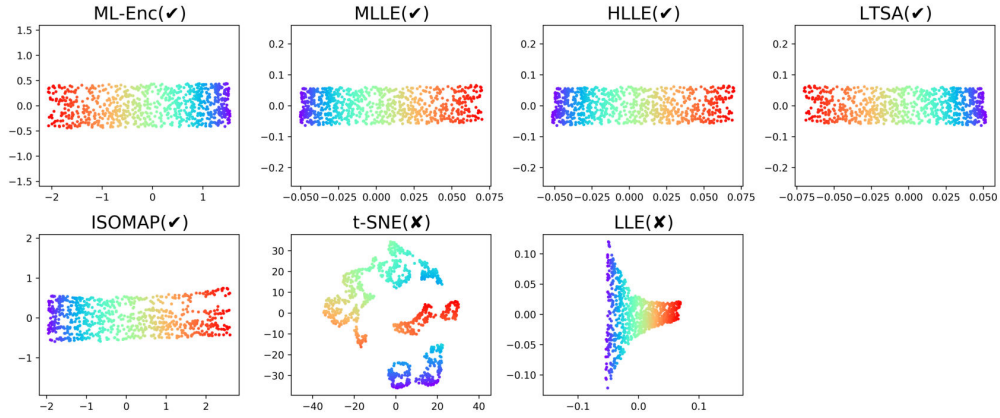 ML-Enc(✔)
1.5
1.0
0.5
0.0
−0.5
−1.0
−1.5
−2 −1 0 1
MLLE(✔)
0.2
0.1
0.0
−0.1
−0.2
−0.050 −0.025 0.000 0.025 0.050 0.075
HLLE(✔)
0.2
0.1
0.0
−0.1
−0.2
−0.050 −0.025 0.000 0.025 0.050 0.075
LTSA(✔)
0.2
0.1
0.0
−0.1
−0.2
−0.075 −0.050 −0.025 0.000 0.025 0.050
ISOMAP(✔)
2
1
0
−1
−2 −1 0 1 2
t-SNE(✘)
30
20
10
0
−10
−20
−30
−40 −20 0 20 40
LLE(✘)
0.10
0.05
0.00
−0.05
−0.10
−0.1 0.0 0.1